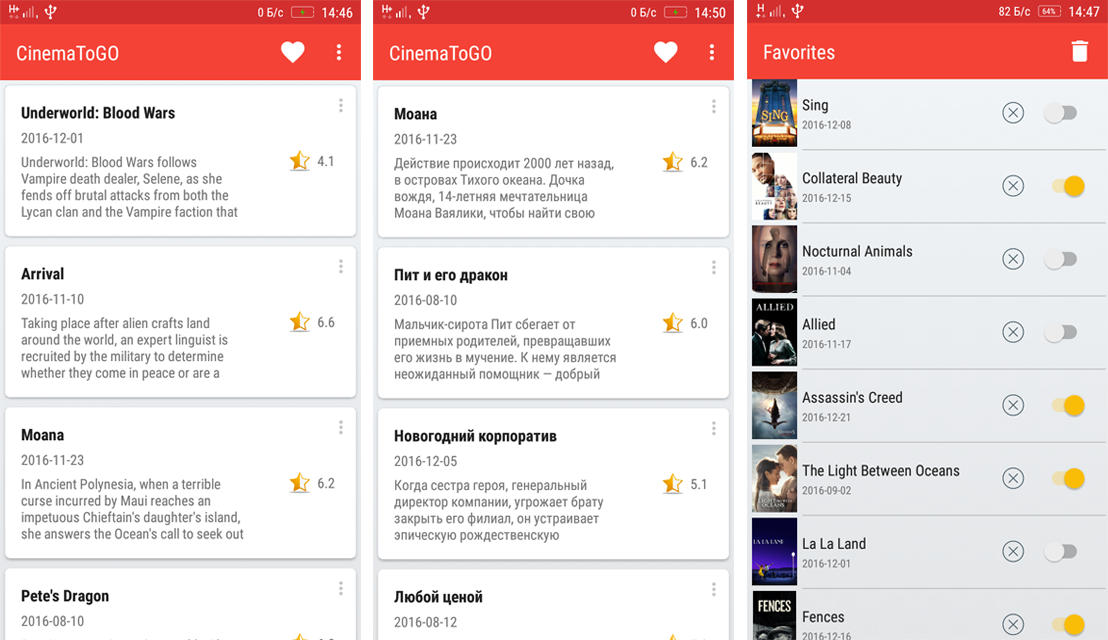 H+ 0 Б/с 14:46
CinemaToGO
Underworld: Blood Wars
2016-12-01
Underworld: Blood Wars follows
Vampire death dealer, Selene, as she
fends off brutal attacks from both the
Lycan clan and the Vampire faction that
4.1
Arrival
2016-11-10
Taking place after alien crafts land
around the world, an expert linguist is
recruited by the military to determine
whether they come in peace or are a
6.6
Moana
2016-11-23
In Ancient Polynesia, when a terrible
curse incurred by Maui reaches an
impetuous Chieftain's daughter's island,
she answers the Ocean's call to seek out
6.2
Pete's Dragon
2016-08-10
H+ 0 Б/с 14:50
CinemaToGO
Моана
2016-11-23
Действие происходит 2000 лет назад,
в островах Тихого океана. Дочка
вождя, 14-летняя мечтательница
Моана Ваялики, чтобы найти свою
6.2
Пит и его дракон
2016-08-10
Мальчик-сирота Пит сбегает от
приемных родителей, превращавших
его жизнь в мучение. К нему является
неожиданный помощник — добрый
6.0
Новогодний корпоратив
2016-12-05
Когда сестра героя, генеральный
директор компании, угрожает брату
закрыть его филиал, он устраивает
эпическую рождественскую
5.1
Любой ценой
2016-08-12
H 82 Б/с 64% 14:47
Favorites
SING
Sing
2016-12-08
Collateral Beauty
2016-12-15
Nocturnal Animals
2016-11-04
ALLIED
Allied
2016-11-17
Assassin's Creed
2016-12-21
The Light Between Oceans
2016-09-02
LA LA LAND
La La Land
2016-12-01
FENCES
Fences
2016-12-16